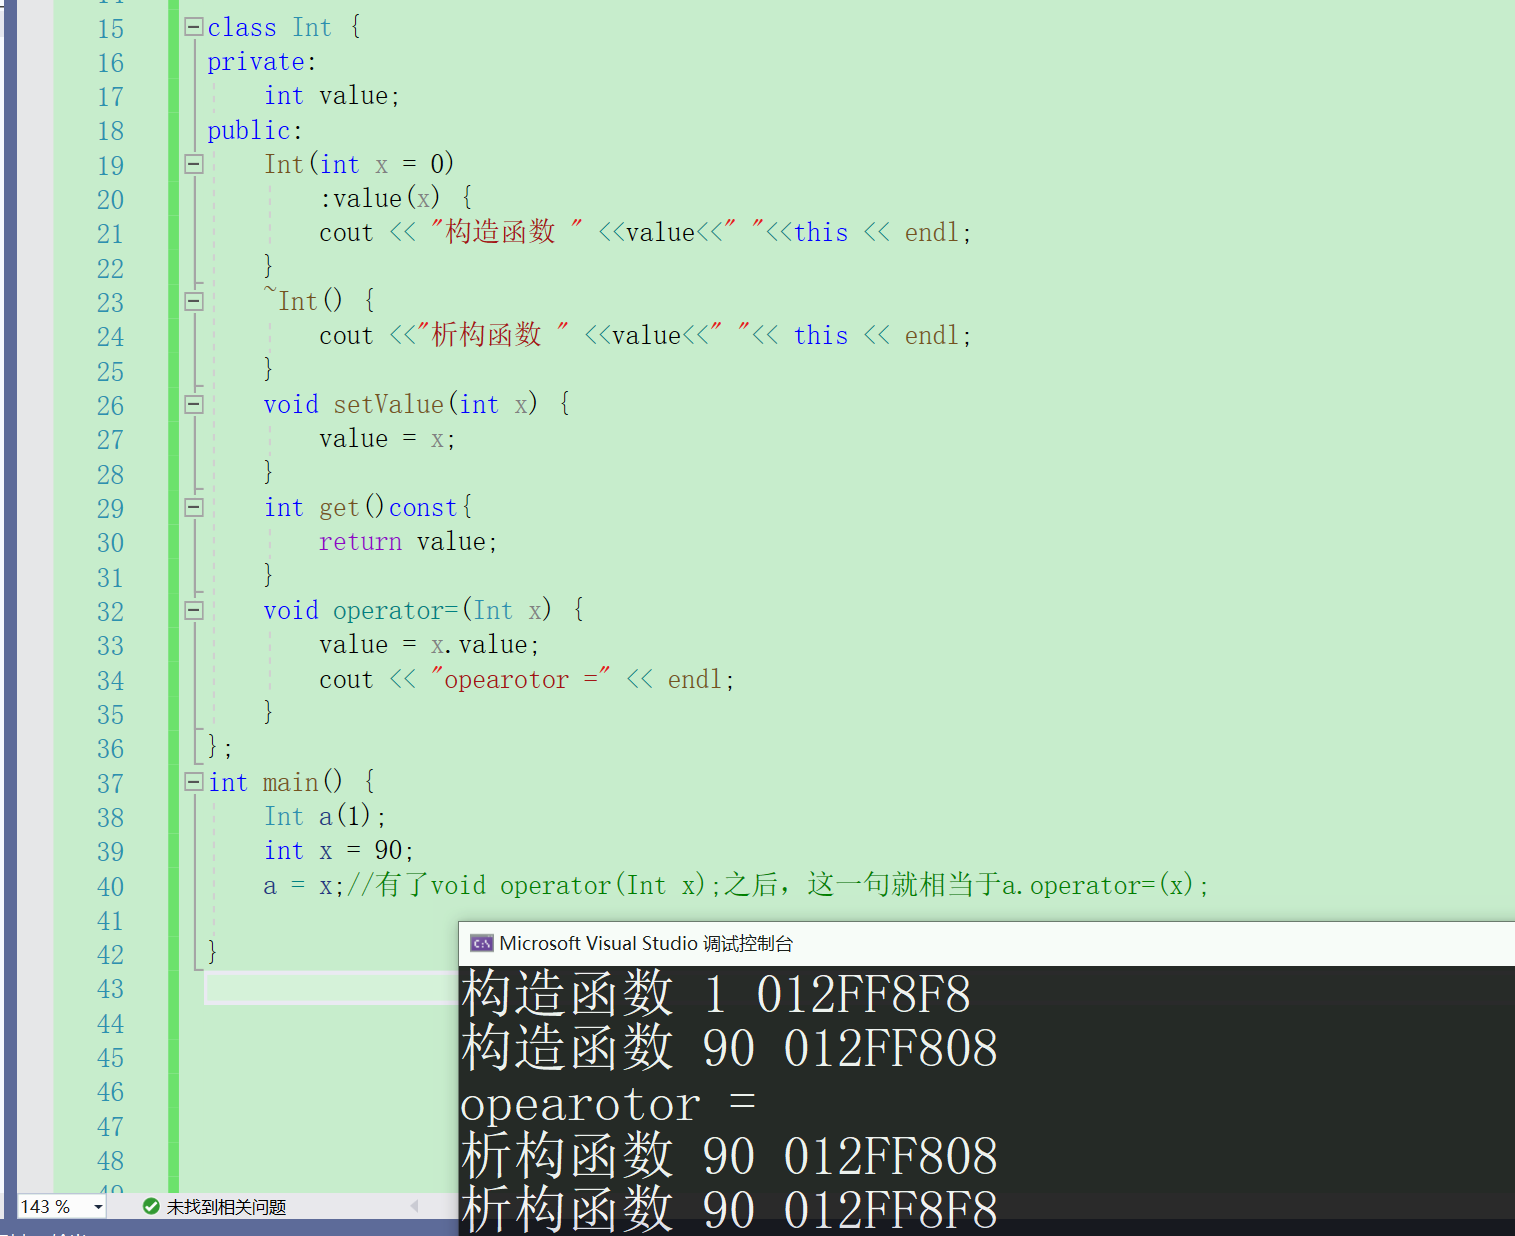 15 class Int {
16 private:
17 int value;
18 public:
19 Int(int x = 0)
20 :value(x) {
21 cout << "构造函数 " <<value<<" "<<this << endl;
22 }
23 ~Int() {
24 cout <<"析构函数 " <<value<<" "<< this << endl;
25 }
26 void setValue(int x) {
27 value = x;
28 }
29 int get()const{
30 return value;
31 }
32 void operator=(Int x) {
33 value = x.value;
34 cout << "opearotor =" << endl;
35 }
36 };
37 int main() {
38 Int a(1);
39 int x = 90;
40 a = x;//有了void operator(Int x);之后，这一句就相当于a.operator=(x);
41
42 }
43
44
45
46
47
48
Microsoft Visual Studio 调试控制台
构造函数 1 012FF8F8
构造函数 90 012FF808
opearotor =
析构函数 90 012FF808
析构函数 90 012FF8F8
143 % 未找到相关问题